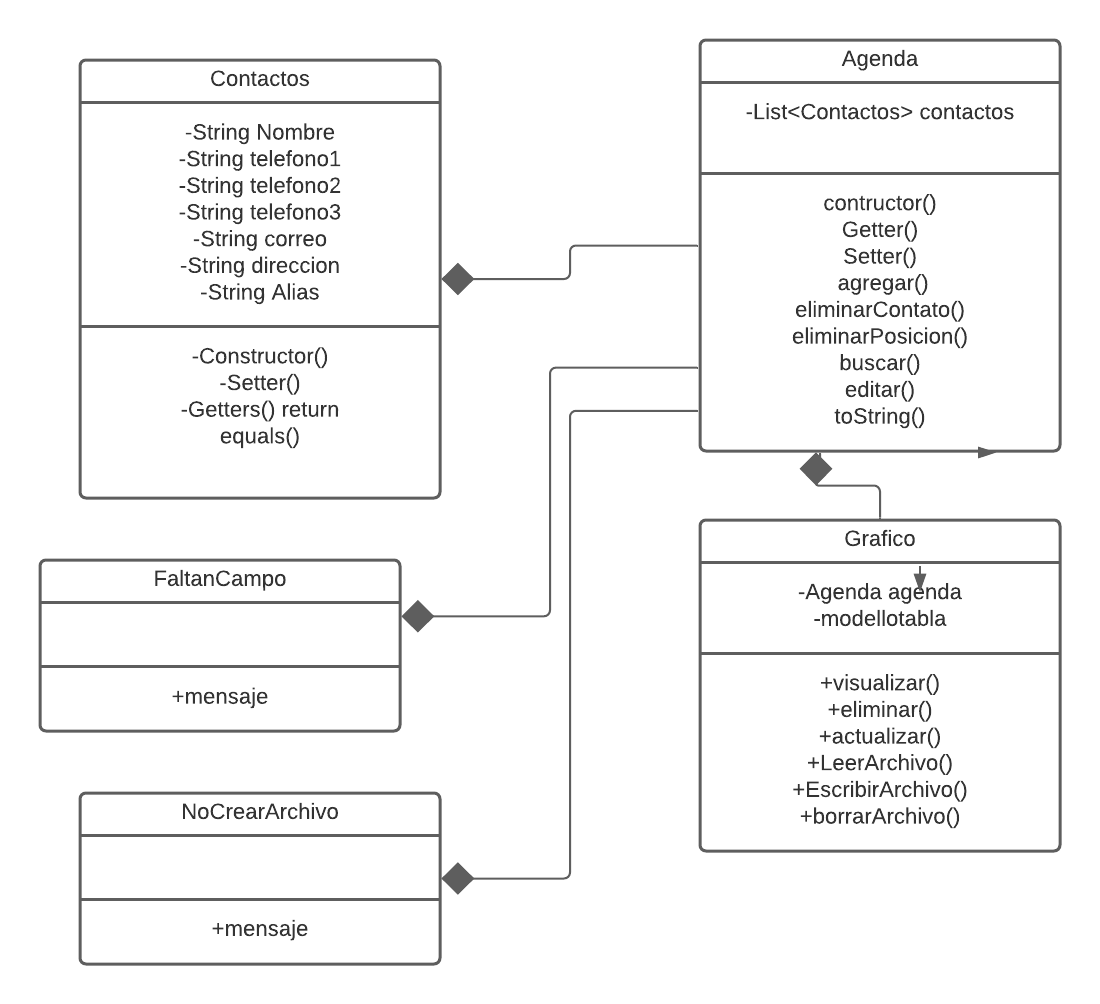 Contactos
-String Nombre
-String telefono1
-String telefono2
-String telefono3
-String correo
-String direccion
-String Alias
-Constructor()
-Setter()
-Getters() return
equals()
Agenda
-List<Contactos> contactos
contructor()
Getter()
Setter()
agregar()
eliminarContato()
eliminarPosicion()
buscar()
editar()
toString()
FaltanCampo
+mensaje
Grafico
-Agenda agenda
-modellotabla
+visualizar()
+eliminar()
+actualizar()
+LeerArchivo()
+EscribirArchivo()
+borrarArchivo()
NoCrearArchivo
+mensaje